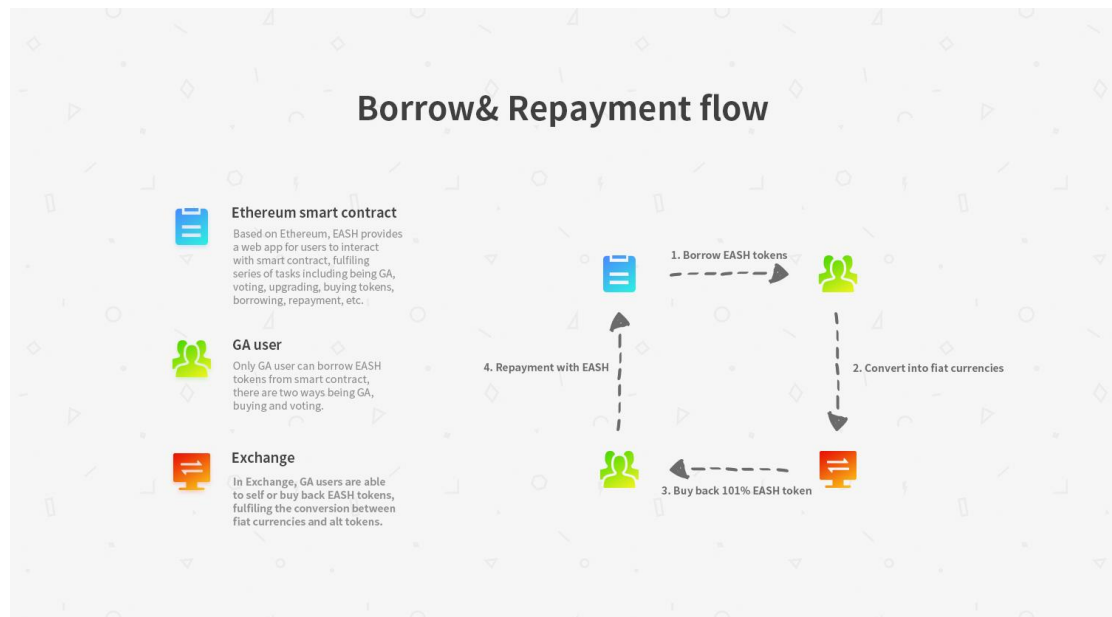 Borrow& Repayment flow
Ethereum smart contract
Based on Ethereum, EASH provides
a web app for users to interact
with smart contract, fulfiling
series of tasks including being GA,
voting, upgrading, buying tokens,
borrowing, repayment, etc.
GA user
Only GA user can borrow EASH
tokens from smart contract,
there are two ways being GA,
buying and voting.
Exchange
In Exchange, GA users are able
to self or buy back EASH tokens,
fulfiling the conversion between
fiat currencies and alt tokens.
1. Borrow EASH tokens
2. Convert into fiat currencies
3. Buy back 101% EASH token
4. Repayment with EASH